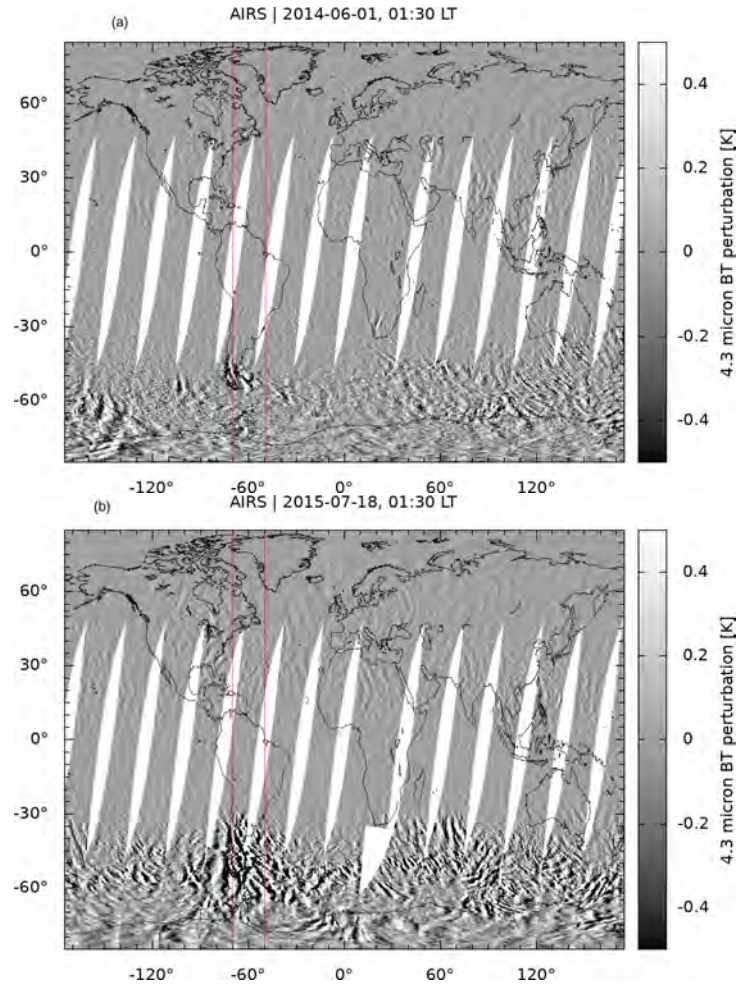 (a)
AIRS | 2014-06-01, 01:30 LT
60°
30°
0°
-30°
-60°
-120° -60° 0° 60° 120°
0.4
0.2
0
-0.2
-0.4
4.3 micron BT perturbation [K]
(b)
AIRS | 2015-07-18, 01:30 LT
60°
30°
0°
-30°
-60°
-120° -60° 0° 60° 120°
0.4
0.2
0
-0.2
-0.4
4.3 micron BT perturbation [K]